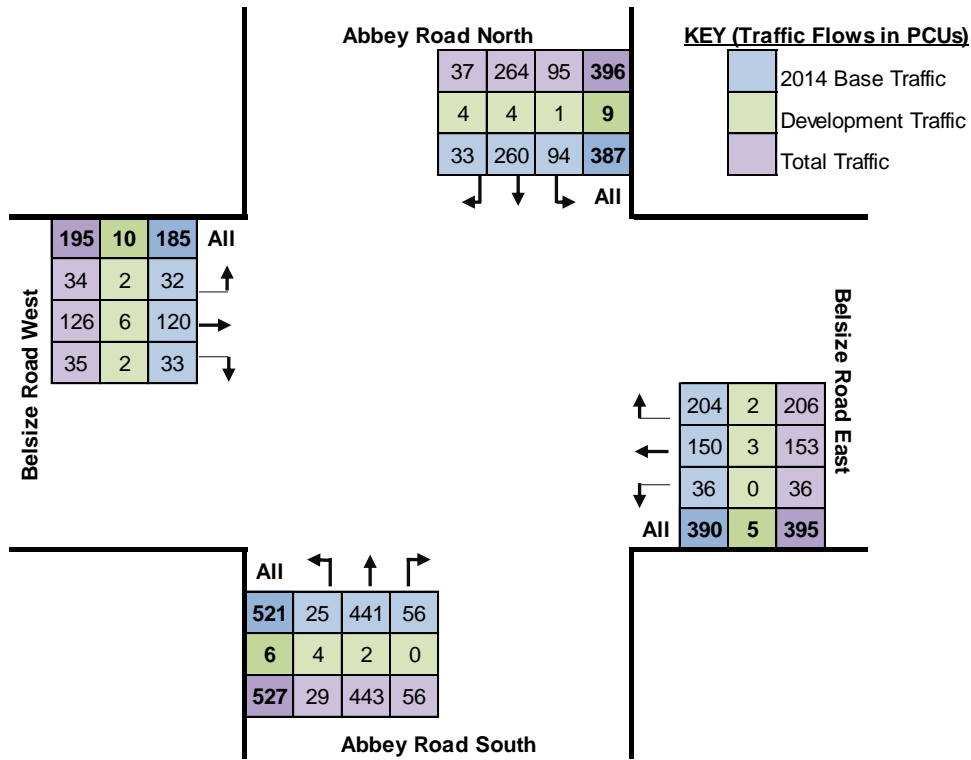 Abbey Road North
37 264 95 396
4 4 1 9
33 260 94 387
All
KEY (Traffic Flows in PCUs)
2014 Base Traffic
Development Traffic
Total Traffic
Belsize Road West
195 10 185 All
34 2 32
126 6 120
35 2 33
204 2 206
150 3 153
36 0 36
All 390 5 395
Belsize Road East
All
521 25 441 56
6 4 2 0
527 29 443 56
Abbey Road South